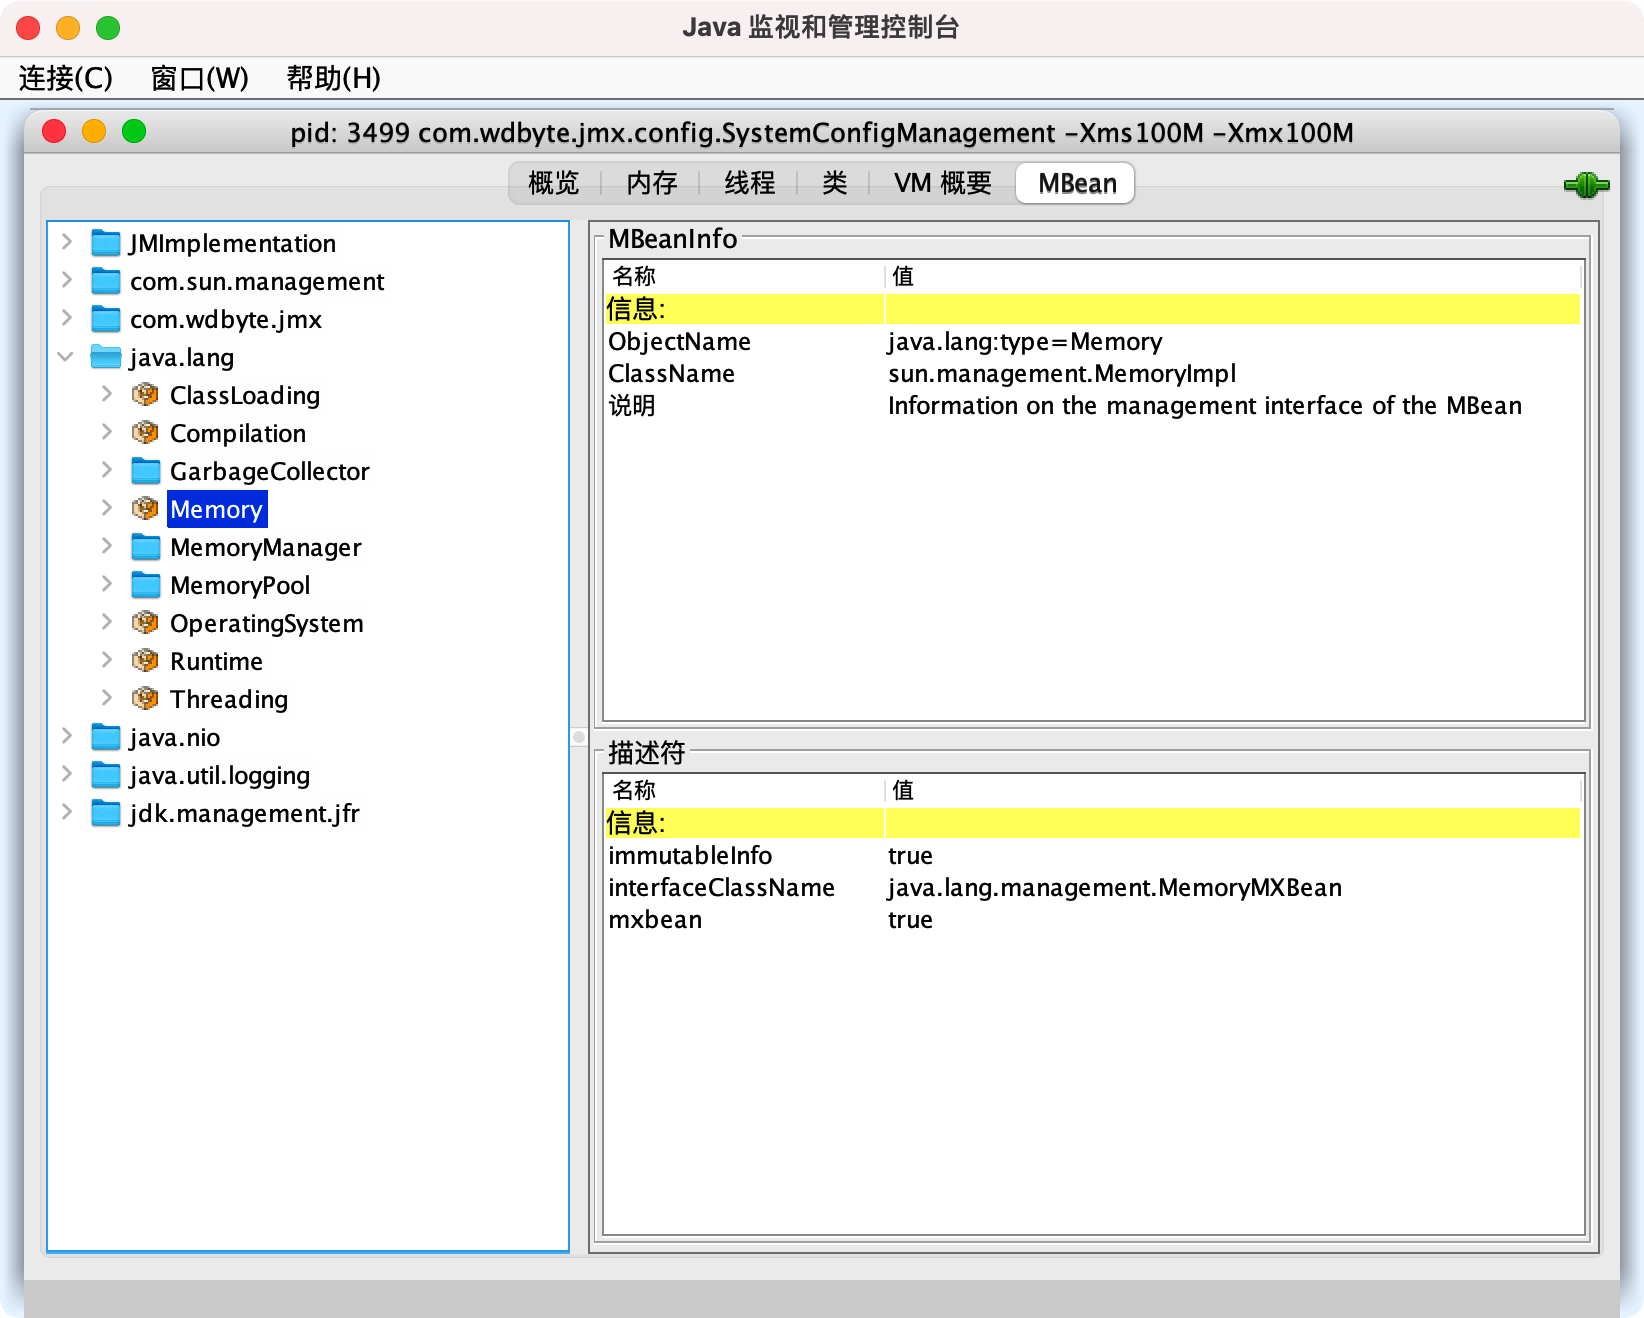 Java 监视和管理控制台
连接(C) 窗口(W) 帮助(H)
pid: 3499 com.wdbyte.jmx.config.SystemConfigManagement -Xms100M -Xmx100M
概览 内存 线程 类 VM 概要 MBean
JMImplementation
com.sun.management
com.wdbyte.jmx
java.lang
ClassLoading
Compilation
GarbageCollector
Memory
MemoryManager
MemoryPool
OperatingSystem
Runtime
Threading
java.nio
java.util.logging
jdk.management.jfr
MBeanInfo
名称 值
信息:
ObjectName java.lang:type=Memory
ClassName sun.management.MemoryImpl
说明 Information on the management interface of the MBean
描述符
名称 值
信息:
immutableInfo true
interfaceClassName java.lang.management.MemoryMXBean
mxbean true